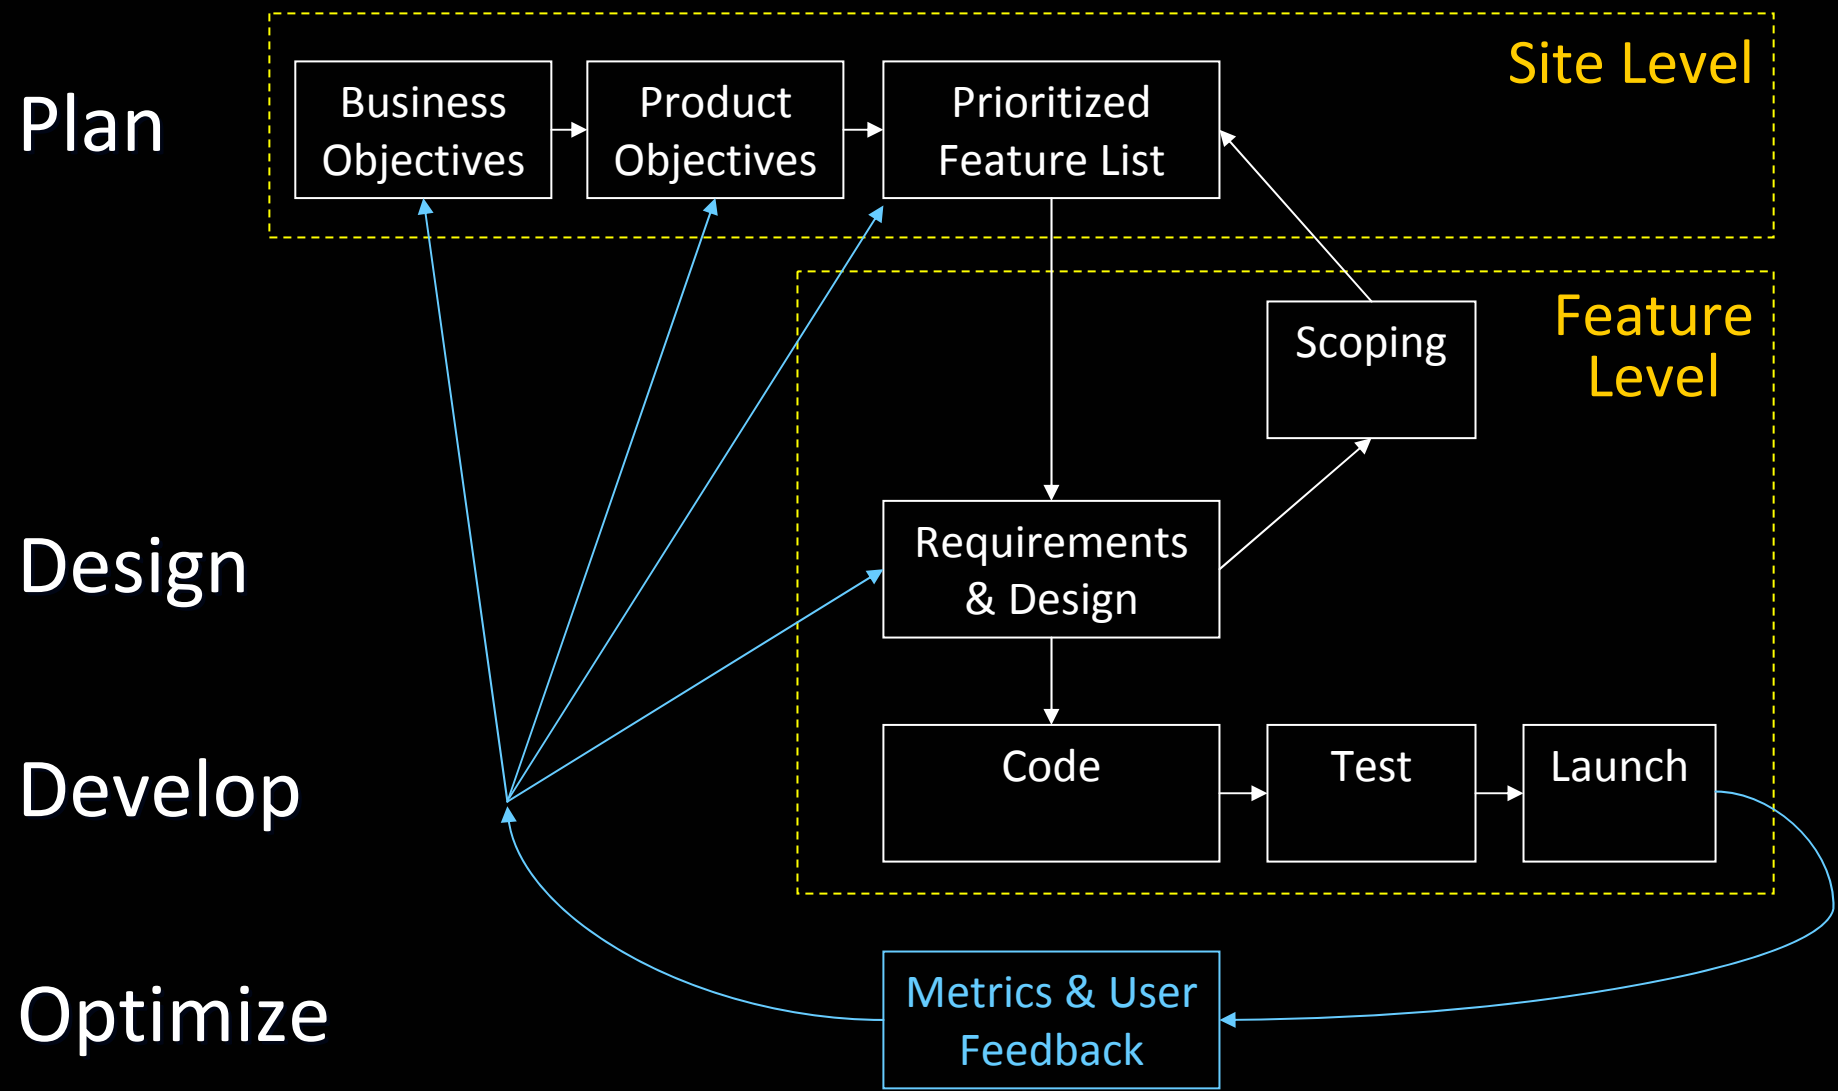 Site Level
Plan
Business
Objectives
Product
Objectives
Prioritized
Feature List
Feature
Level
Scoping
Design
Requirements
& Design
Develop
Code
Test
Launch
Optimize
Metrics & User
Feedback